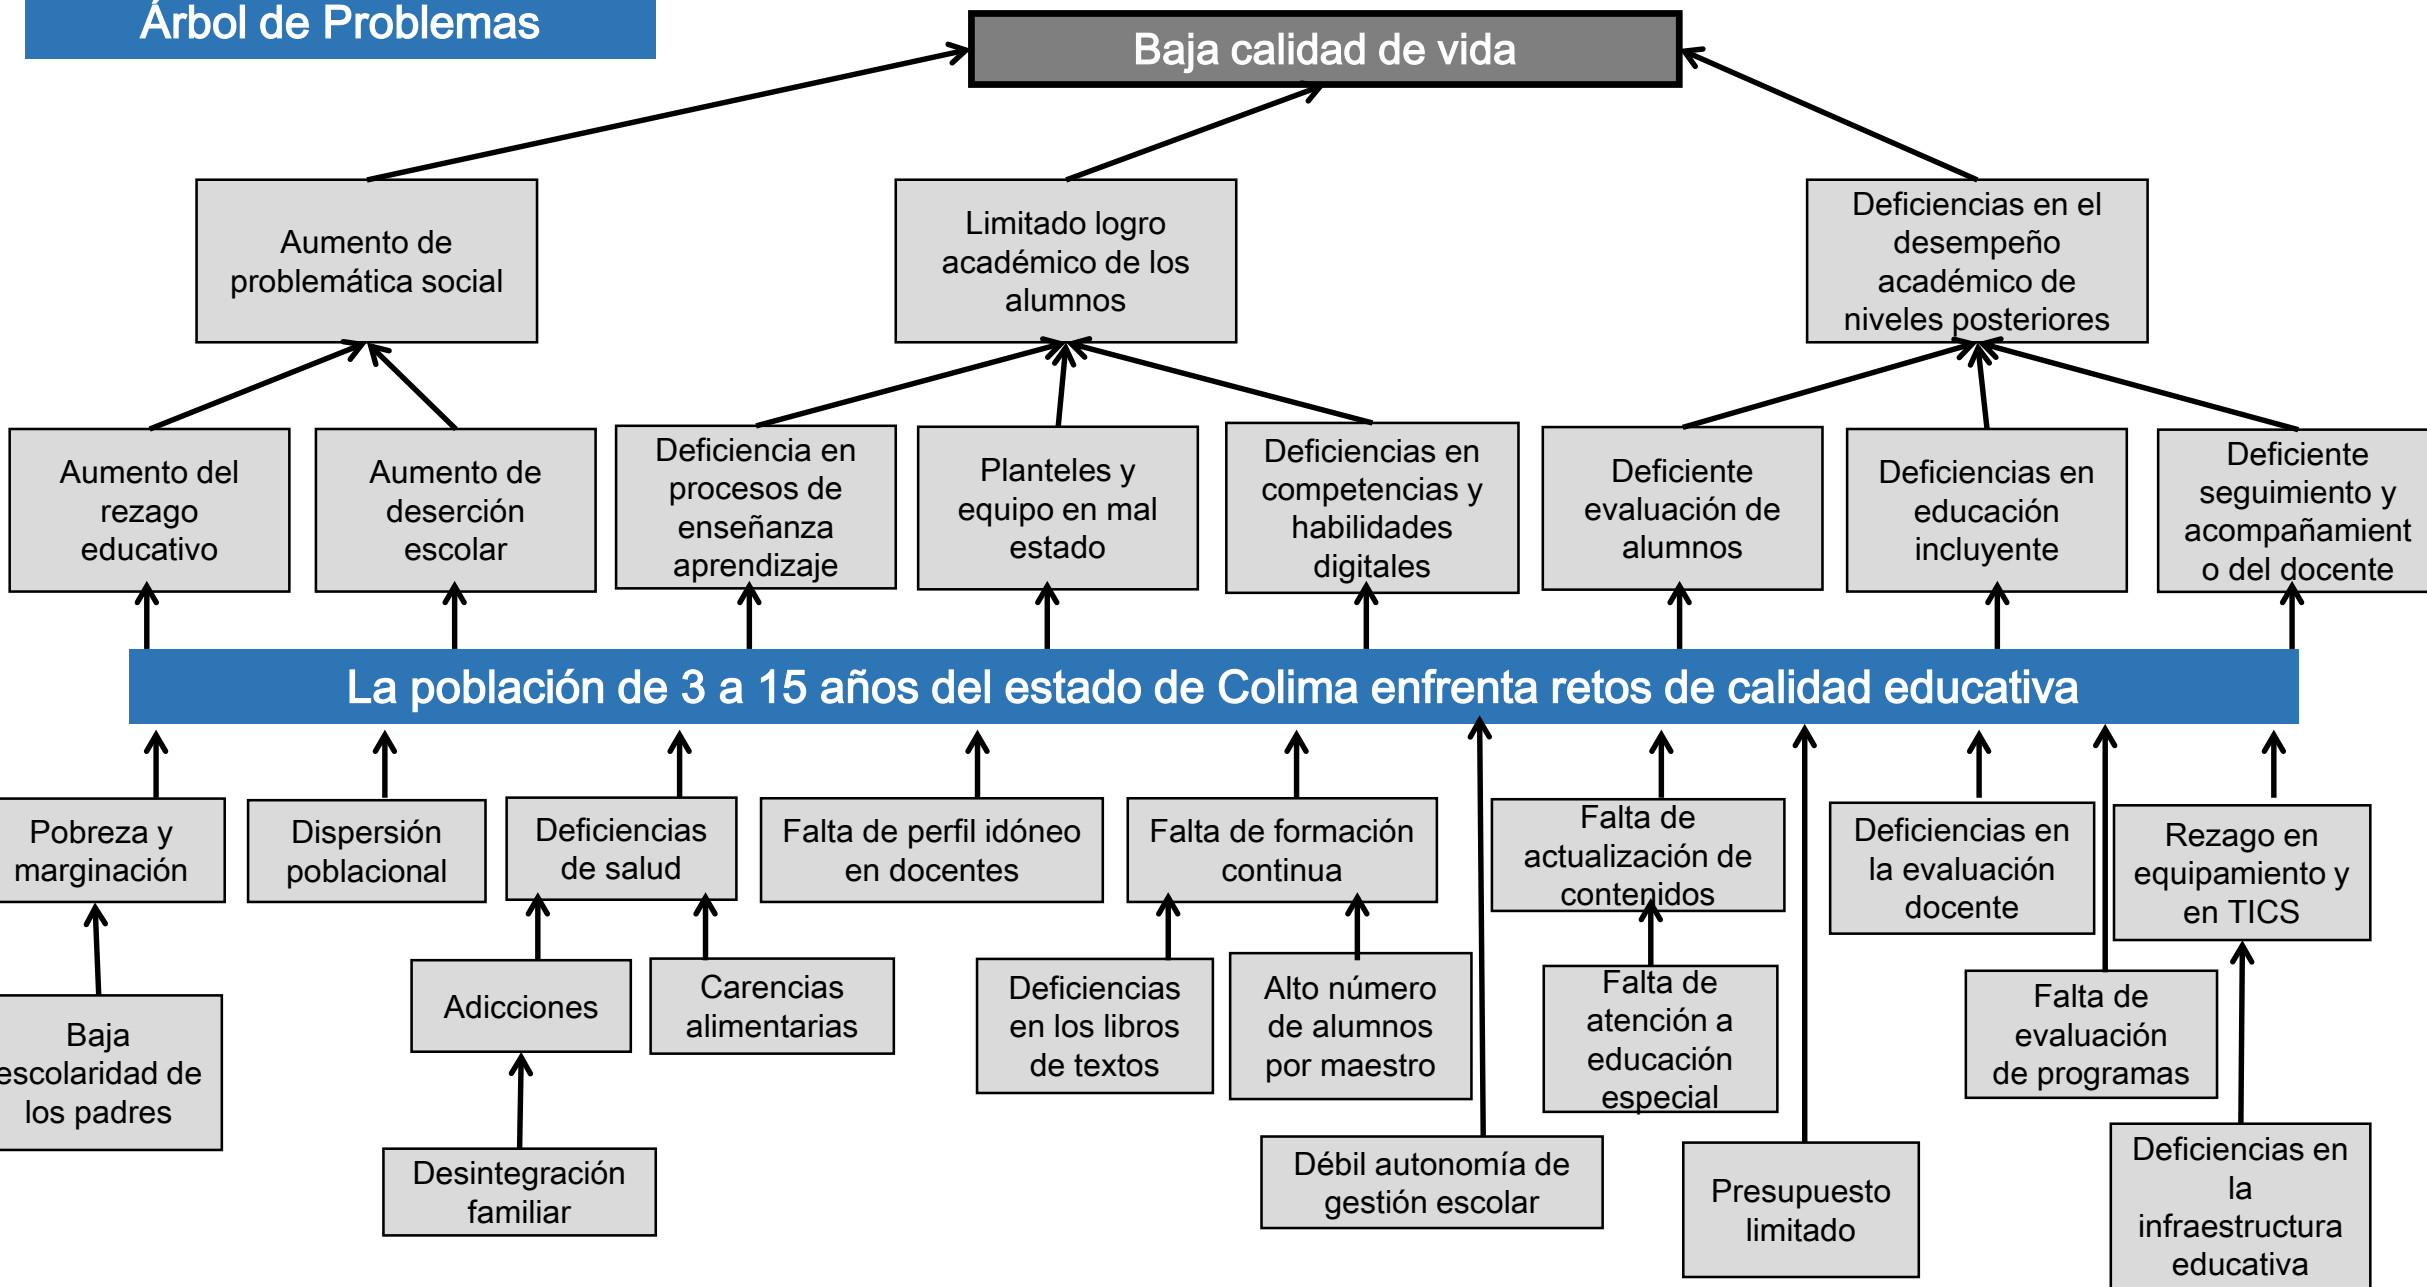 Árbol de Problemas
Baja calidad de vida
Aumento de
problemática social
Limitado logro
académico de los
alumnos
Deficiencias en el
desempeño
académico de
niveles posteriores
Aumento del
rezago
educativo
Aumento de
deserción
escolar
Deficiencia en
procesos de
enseñanza
aprendizaje
Planteles y
equipo en mal
estado
Deficiencias en
competencias y
habilidades
digitales
Deficiente
evaluación de
alumnos
Deficiencias en
educación
incluyente
Deficiente
seguimiento y
acompañamient
o del docente
La población de 3 a 15 años del estado de Colima enfrenta retos de calidad educativa
Pobreza y
marginación
Dispersión
poblacional
Deficiencias
de salud
Falta de perfil idóneo
en docentes
Falta de formación
continua
Falta de
actualización de
contenidos
Deficiencias en
la evaluación
docente
Rezago en
equipamiento y
en TICS
Baja
escolaridad de
los padres
Adicciones
Carencias
alimentarias
Deficiencias
en los libros
de textos
Alto número
de alumnos
por maestro
Falta de
atención a
educación
especial
Falta de
evaluación
de programas
Desintegración
familiar
Débil autonomía de
gestión escolar
Presupuesto
limitado
Deficiencias en
la
infraestructura
educativa